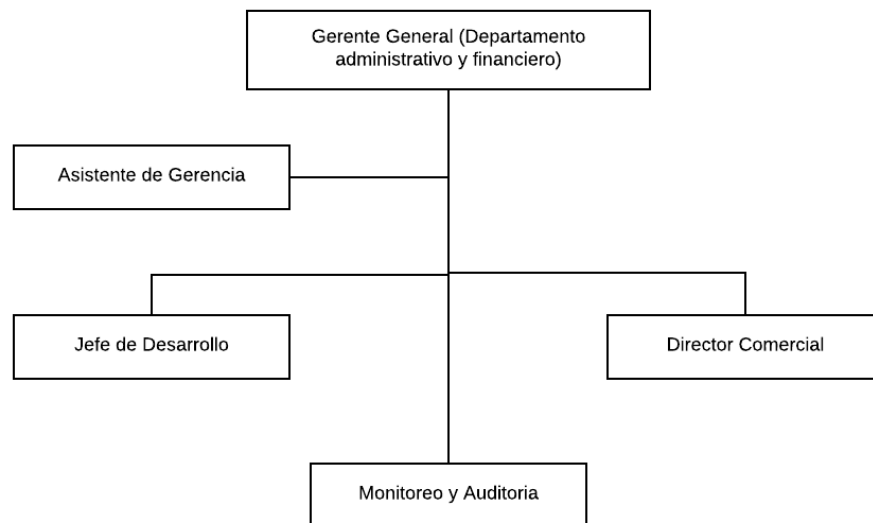 Gerente General (Departamento
administrativo y financiero)
Asistente de Gerencia
Jefe de Desarrollo
Director Comercial
Monitoreo y Auditoria